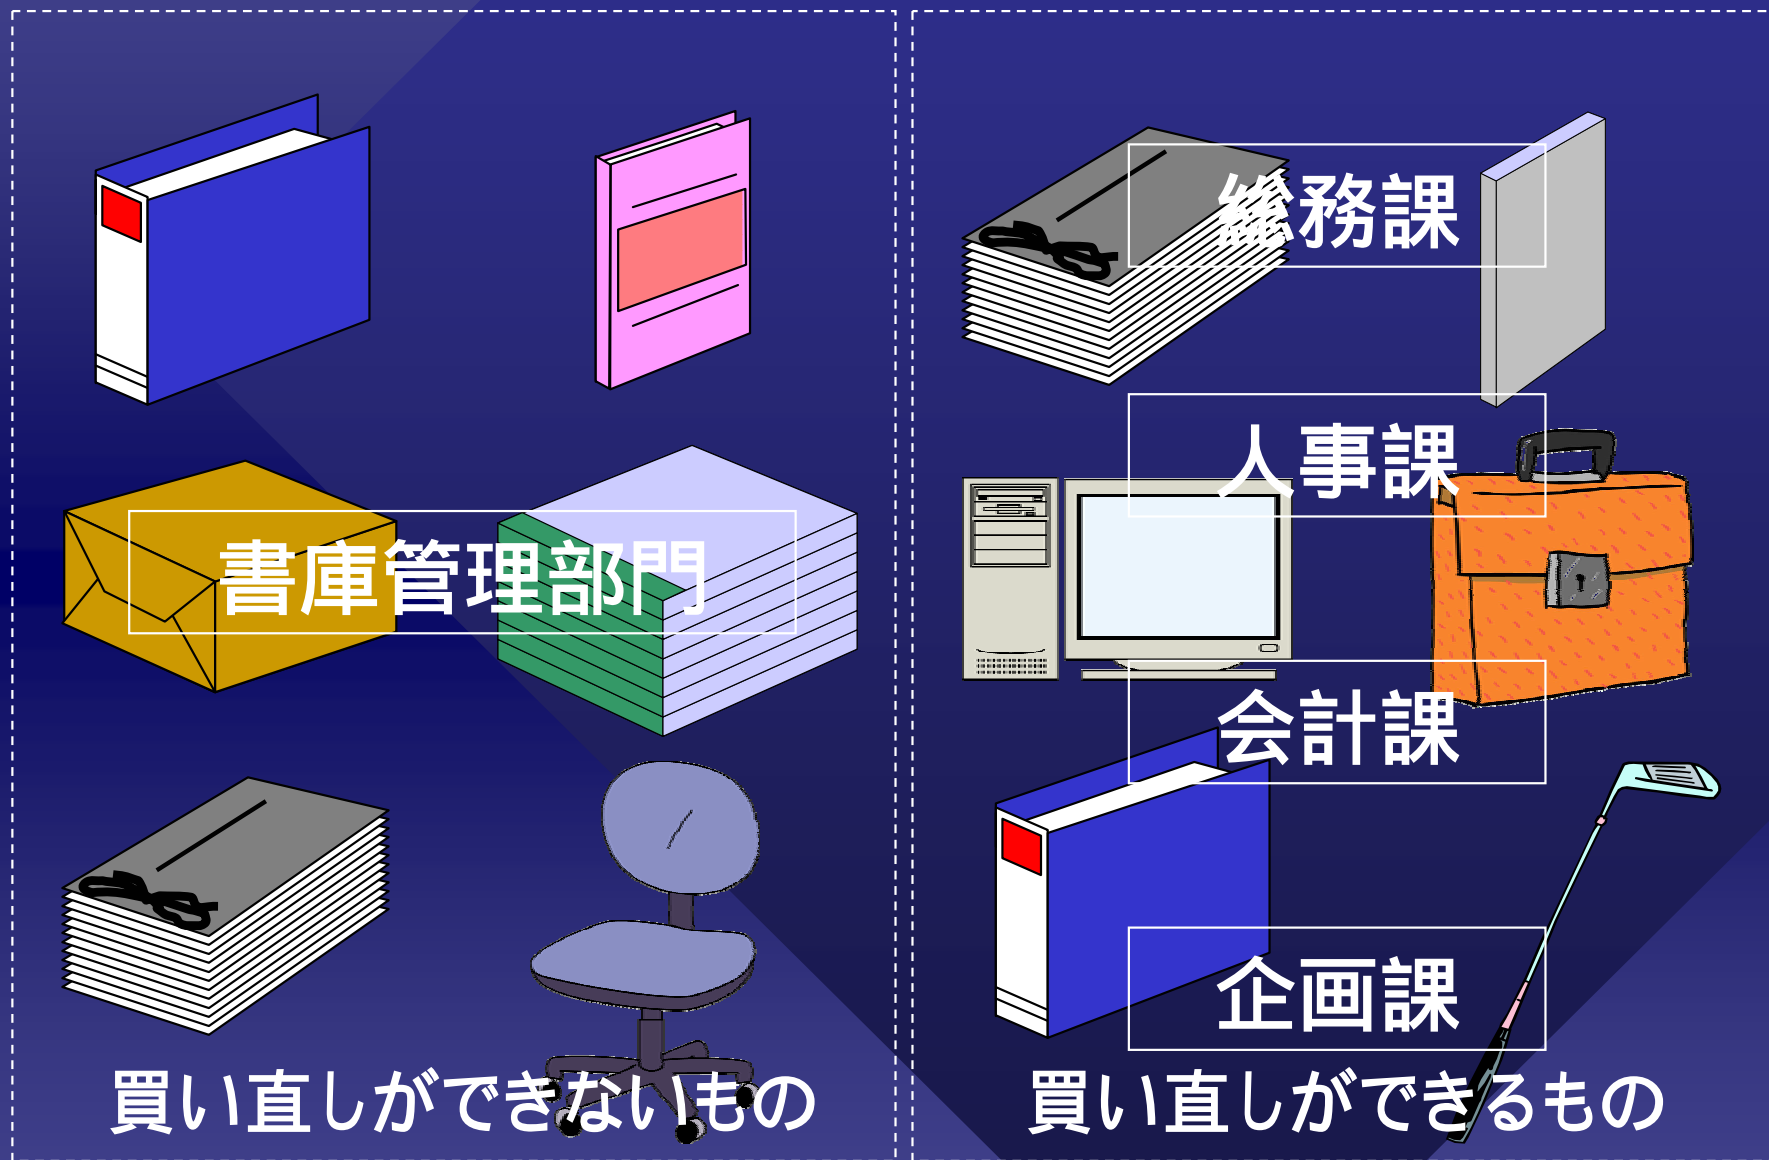 書庫管理部門
買い直しができないもの
総務課
人事課
会計課
企画課
買い直しができるもの